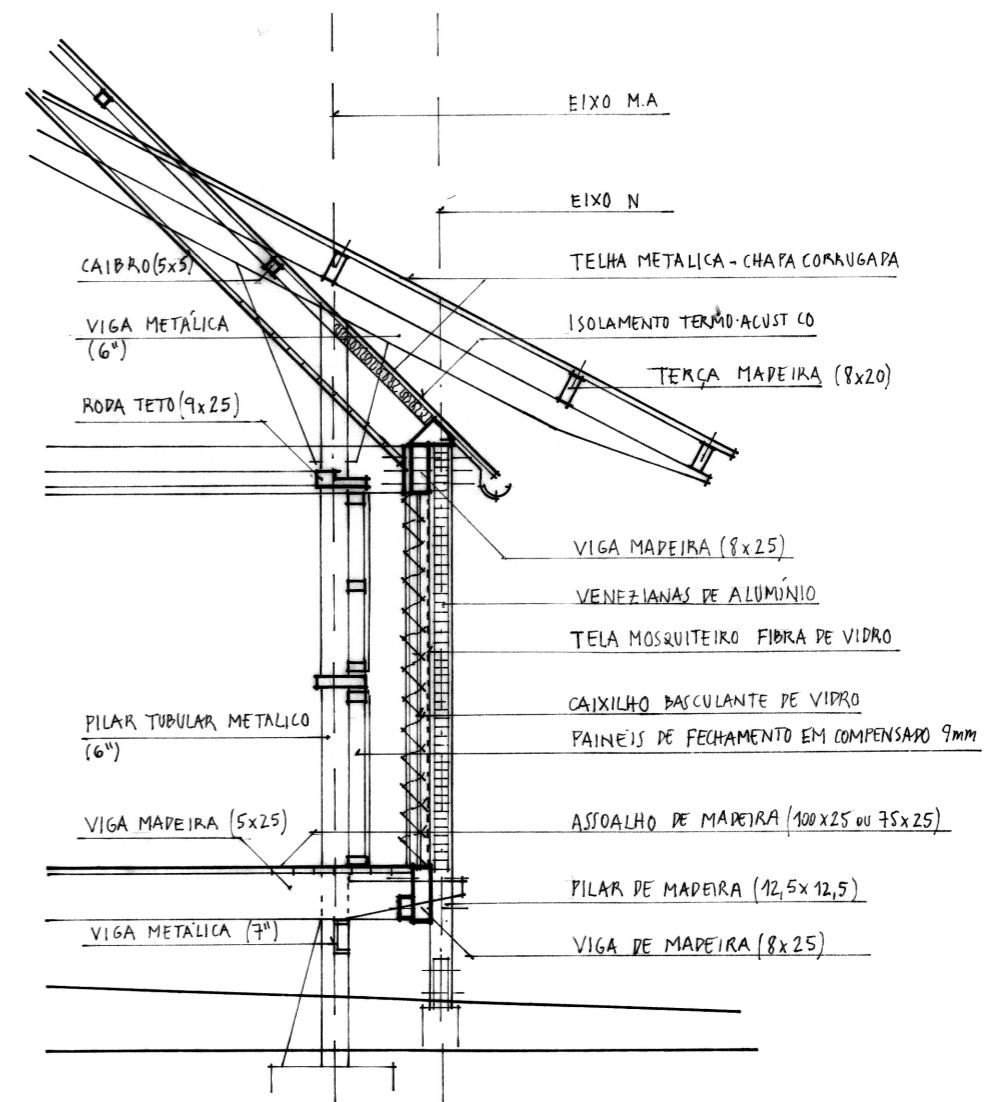 EIXO M.A
EIXO N
CAIBRO (5x5)
TELHA METALICA - CHAPA CORRUGADA
VIGA METÁLICA
(6")
ISOLAMENTO TERMO-ACUSTICO
TERÇA MADEIRA (8x20)
RODA TETO (9x25)
VIGA MADEIRA (8x25)
VENEZIANAS DE ALUMÍNIO
TELA MOSQUITEIRO FIBRA DE VIDRO
CAIXILHO BASCULANTE DE VIDRO
PILAR TUBULAR METALICO
(6")
PAINEIS DE FECHAMENTO EM COMPENSADO 9mm
VIGA MADEIRA (5x25)
ASSOALHO DE MADEIRA (100x25 ou 75x25)
PILAR DE MADEIRA (12,5x12,5)
VIGA METÁLICA (7")
VIGA DE MADEIRA (8x25)